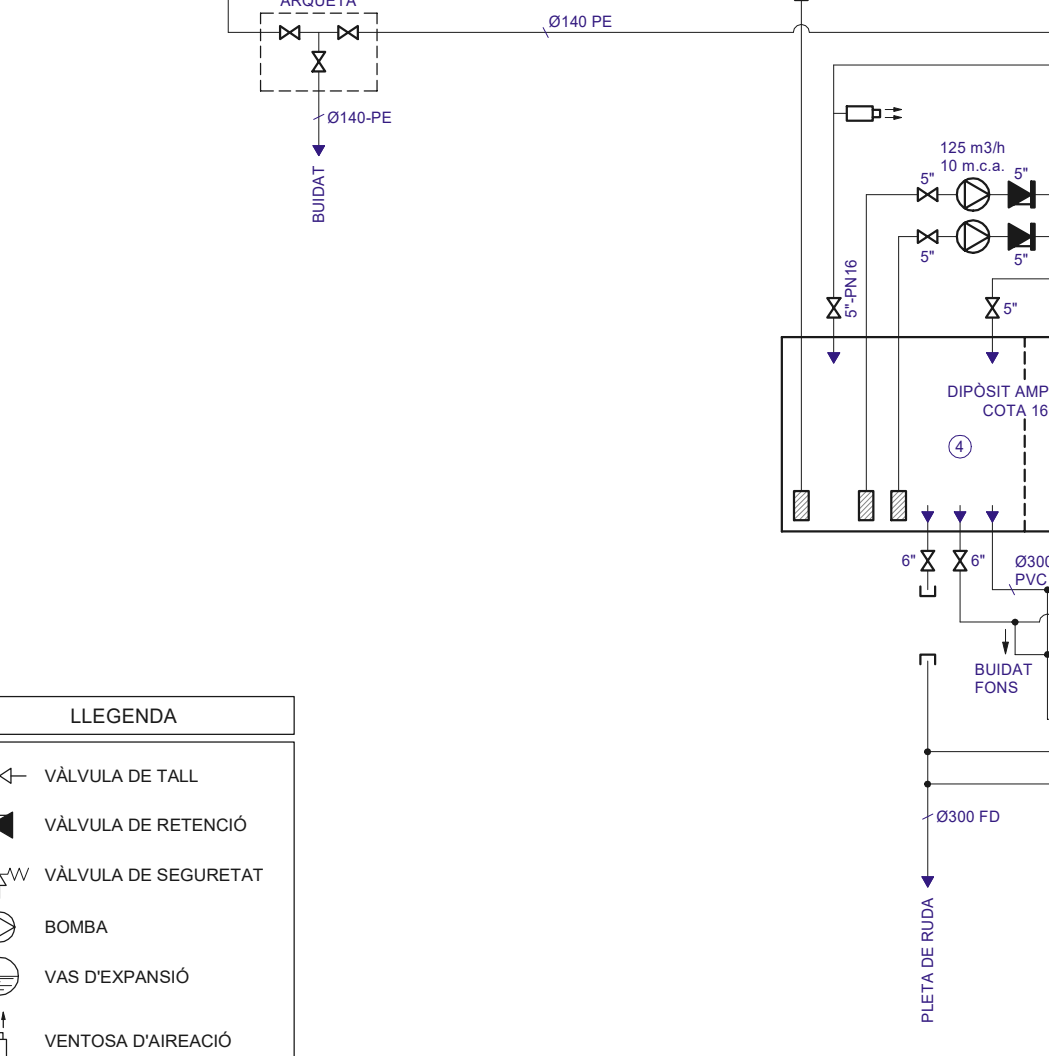 ARQUETA
Ø140 PE
Ø140-PE
BUIDAT
125 m3/h
10 m.c.a.
5"
5"
5"
5"
5"-PN16
5"
DIPÒSIT AMP
COTA 16
4
6"
6"
Ø300
PVC
BUIDAT
FONS
Ø300 FD
PLETA DE RUDA
LLEGENDA
VÀLVULA DE TALL
VÀLVULA DE RETENCIÓ
VÀLVULA DE SEGURETAT
BOMBA
VAS D'EXPANSIÓ
VENTOSA D'AIREACIÓ